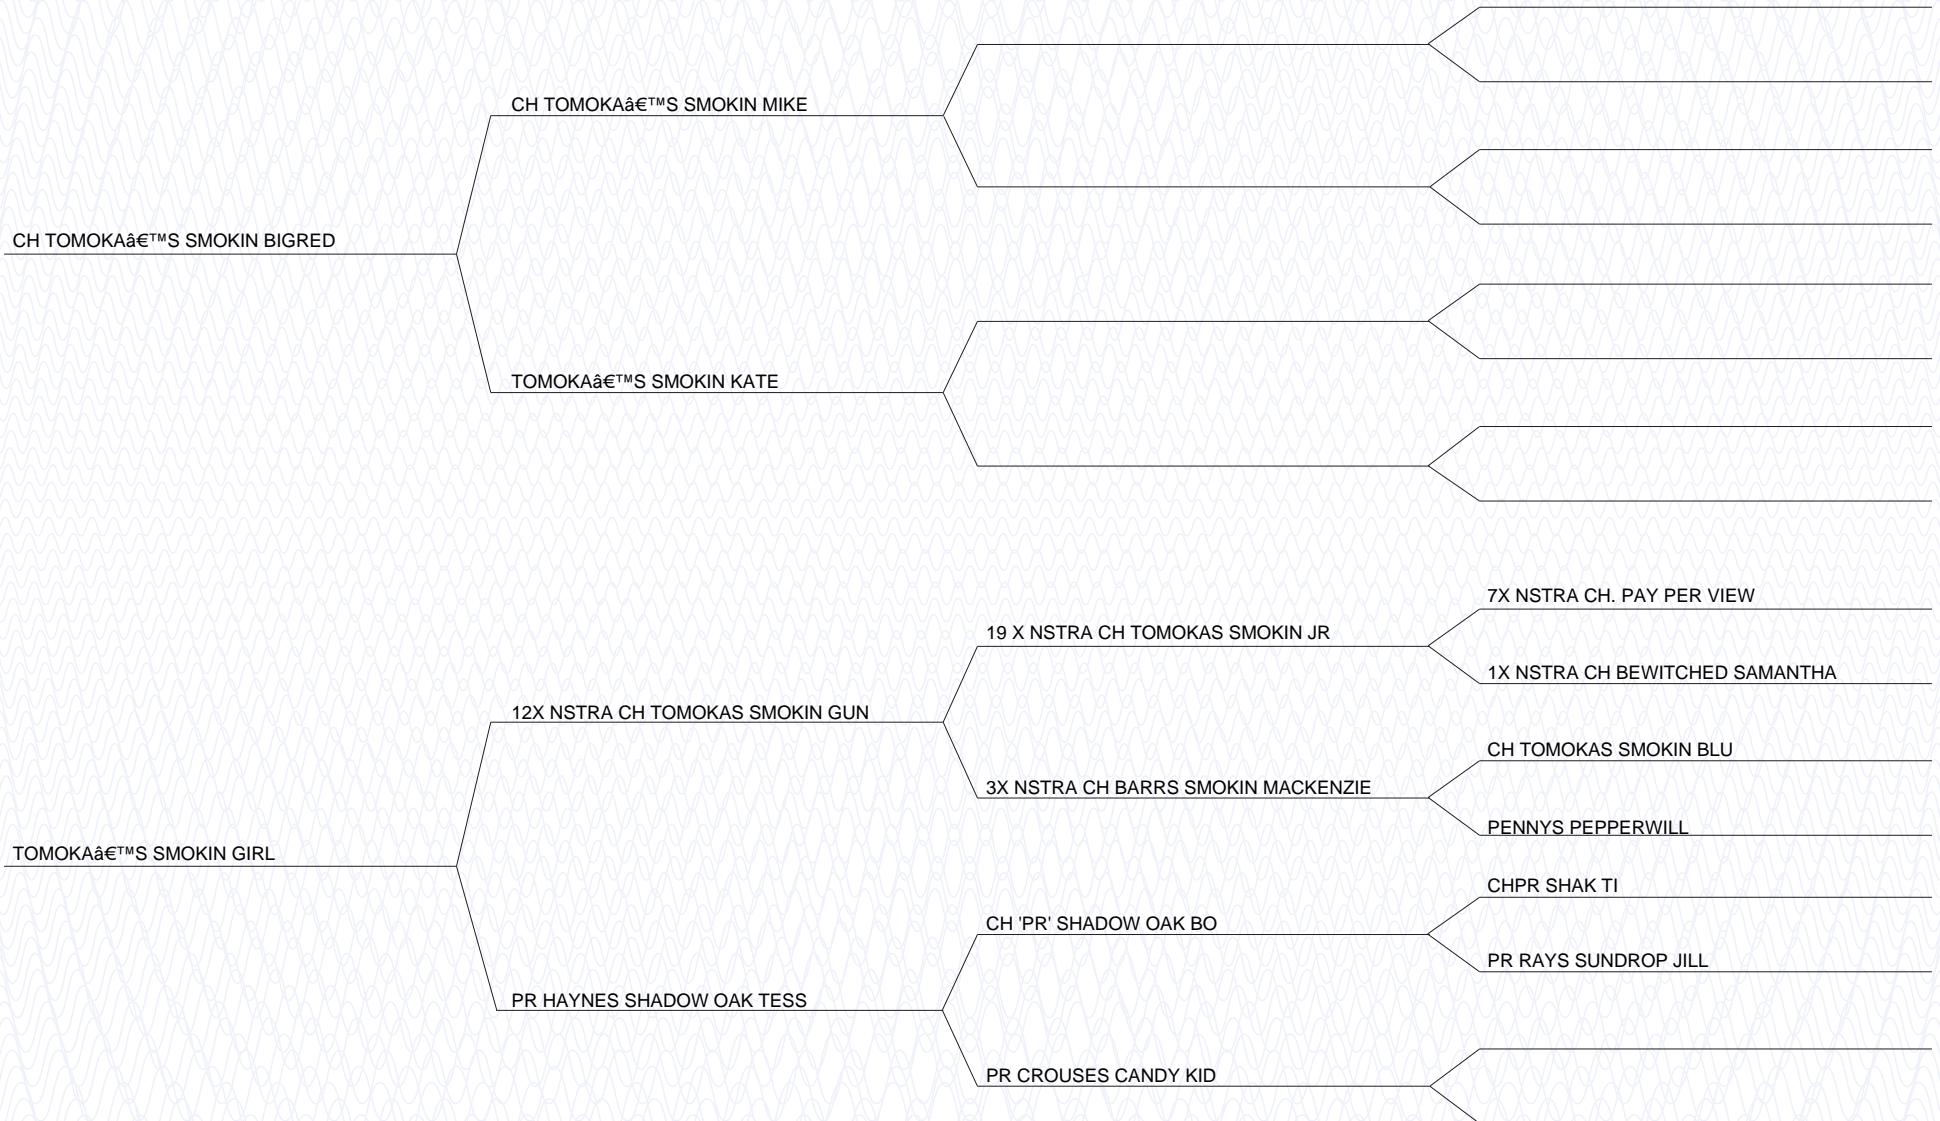 CH TOMOKAâ€™S SMOKIN MIKE
CH TOMOKAâ€™S SMOKIN BIGRED
TOMOKAâ€™S SMOKIN KATE
7X NSTRA CH. PAY PER VIEW
19 X NSTRA CH TOMOKAS SMOKIN JR
1X NSTRA CH BEWITCHED SAMANTHA
12X NSTRA CH TOMOKAS SMOKIN GUN
CH TOMOKAS SMOKIN BLU
3X NSTRA CH BARRS SMOKIN MACKENZIE
PENNYS PEPPERWILL
TOMOKAâ€™S SMOKIN GIRL
CHPR SHAK TI
CH 'PR' SHADOW OAK BO
PR RAYS SUNDROP JILL
PR HAYNES SHADOW OAK TESS
PR CROUSES CANDY KID